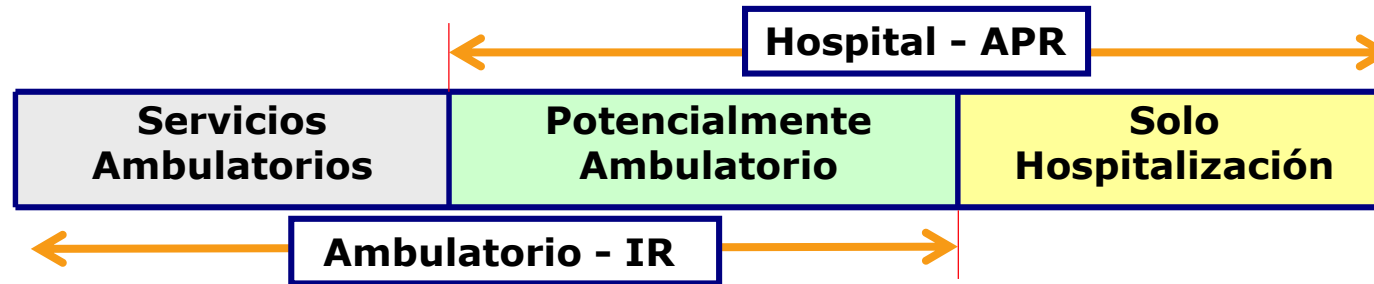 Hospital - APR
Servicios
Ambulatorios
Potencialmente
Ambulatorio
Solo
Hospitalización
Ambulatorio - IR